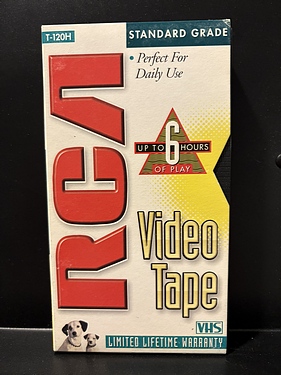 T-120H
STANDARD GRADE
• Perfect For
Daily Use
RCA
UP TO 6 HOURS
OF PLAY
Video
Tape
VHS
LIMITED LIFETIME WARRANTY